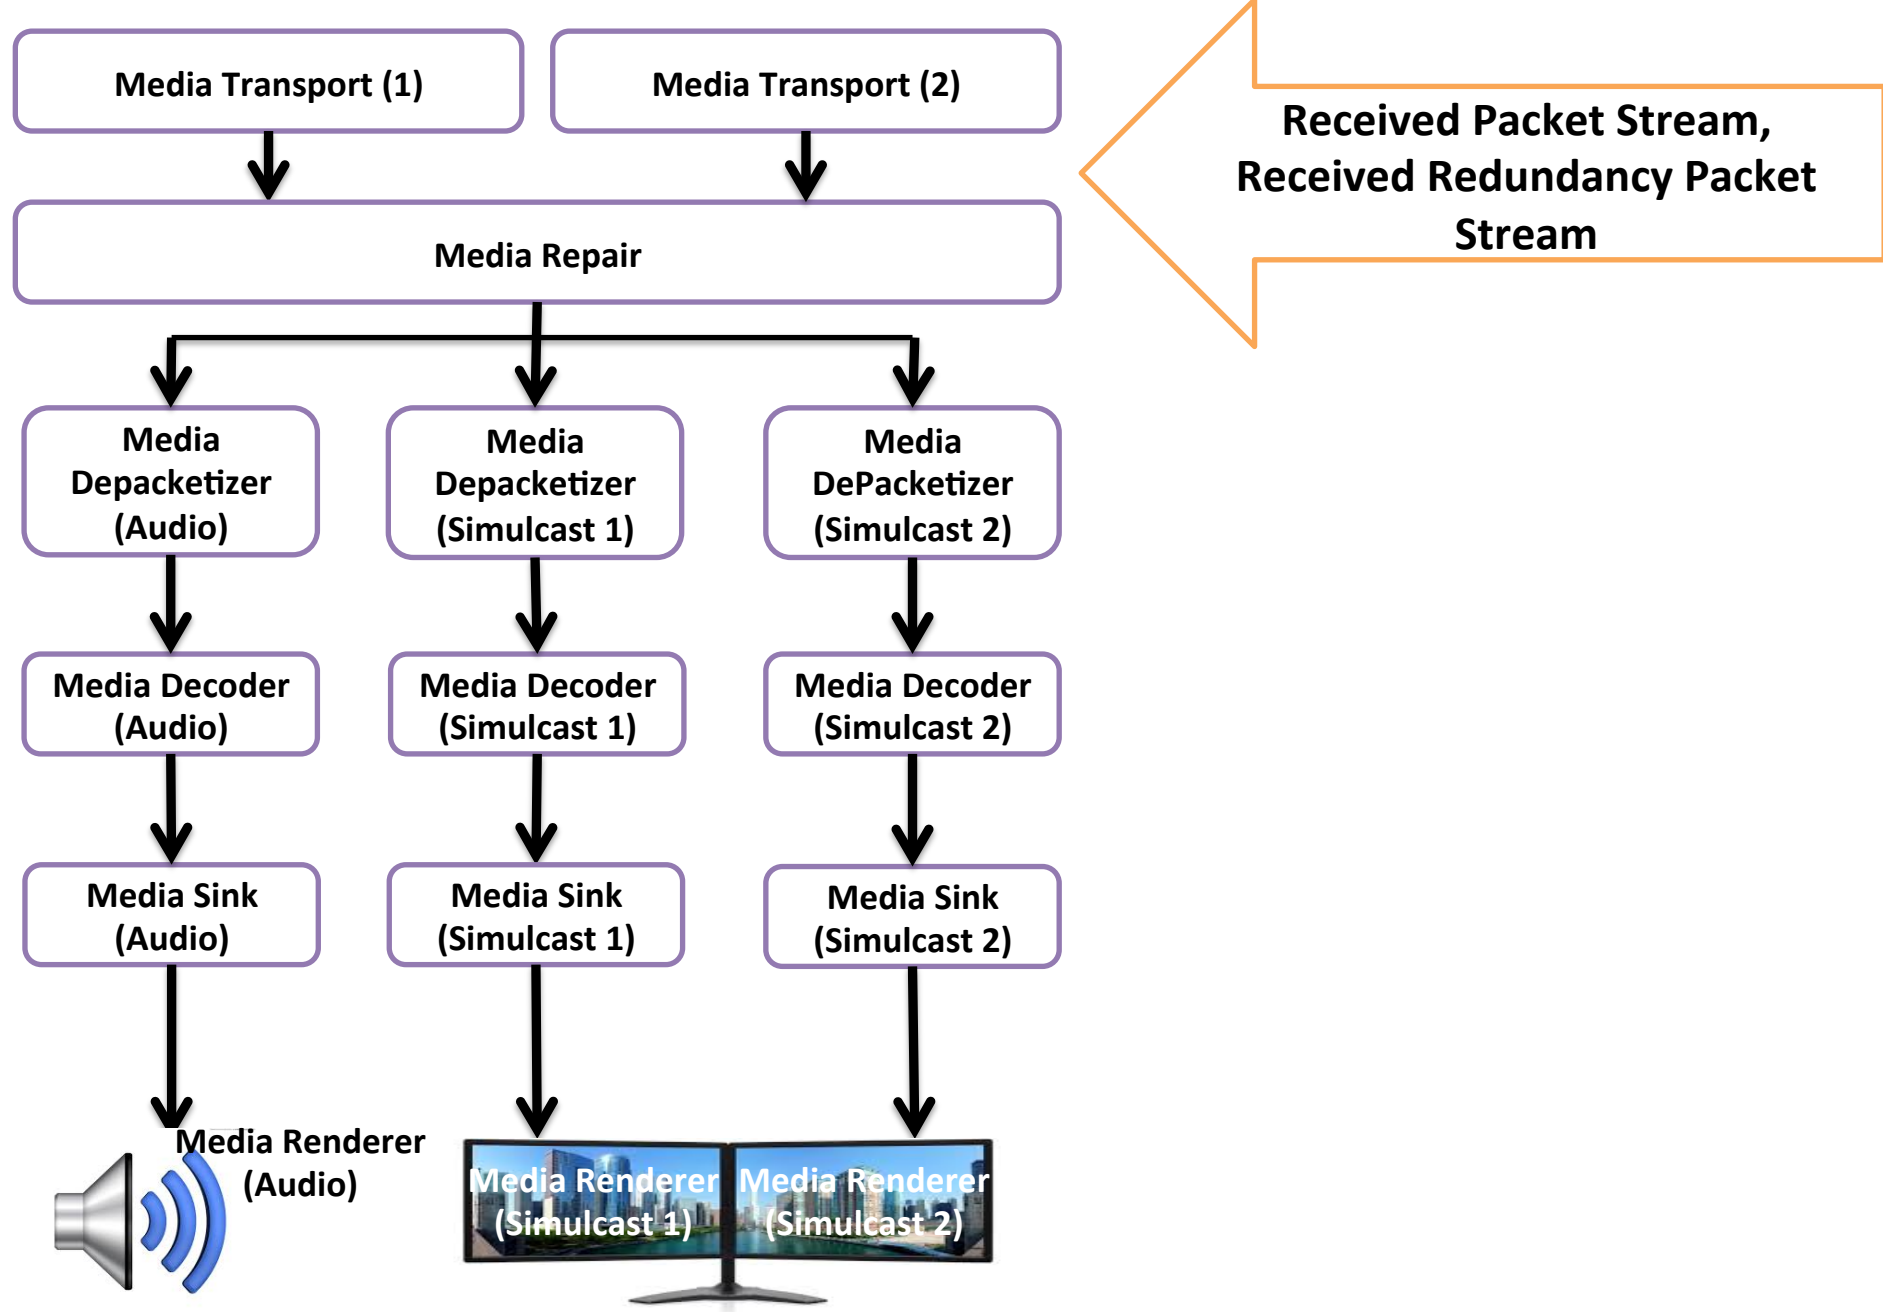 Media Transport (1)
Media Transport (2)
Received Packet Stream,
Received Redundancy Packet
Stream
Media Repair
Media
Depacketizer
(Audio)
Media
Depacketizer
(Simulcast 1)
Media
DePacketizer
(Simulcast 2)
Media Decoder
(Audio)
Media Decoder
(Simulcast 1)
Media Decoder
(Simulcast 2)
Media Sink
(Audio)
Media Sink
(Simulcast 1)
Media Sink
(Simulcast 2)
Media Renderer
(Audio)
Media Renderer
(Simulcast 1)
Media Renderer
(Simulcast 2)